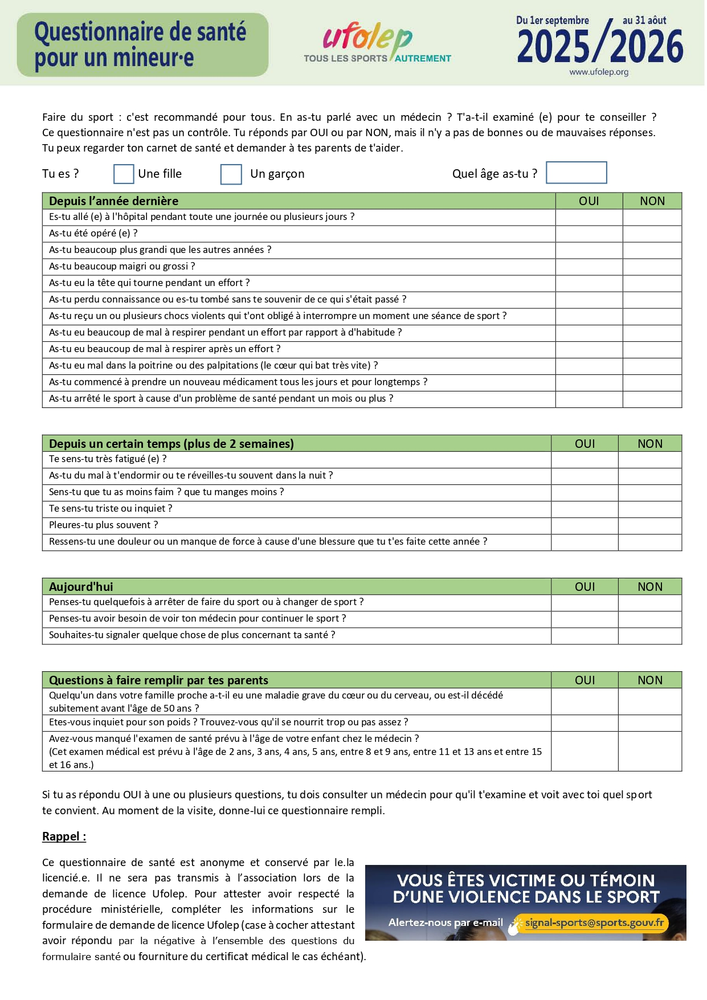 Questionnaire de santé
pour un mineur·e
ufolep
TOUS LES SPORTS AUTREMENT
Du 1er septembre au 31 aôut
2025/2026
www.ufolep.org
Faire du sport : c'est recommandé pour tous. En as-tu parlé avec un médecin ? T'a-t-il examiné (e) pour te conseiller ?
Ce questionnaire n'est pas un contrôle. Tu réponds par OUI ou par NON, mais il n'y a pas de bonnes ou de mauvaises réponses.
Tu peux regarder ton carnet de santé et demander à tes parents de t'aider.
Tu es ? Une fille Un garçon Quel âge as-tu ?
Depuis l’année dernière OUI NON
Es-tu allé (e) à l'hôpital pendant toute une journée ou plusieurs jours ?
As-tu été opéré (e) ?
As-tu beaucoup plus grandi que les autres années ?
As-tu beaucoup maigri ou grossi ?
As-tu eu la tête qui tourne pendant un effort ?
As-tu perdu connaissance ou es-tu tombé sans te souvenir de ce qui s'était passé ?
As-tu reçu un ou plusieurs chocs violents qui t'ont obligé à interrompre un moment une séance de sport ?
As-tu eu beaucoup de mal à respirer pendant un effort par rapport à d'habitude ?
As-tu eu beaucoup de mal à respirer après un effort ?
As-tu eu mal dans la poitrine ou des palpitations (le cœur qui bat très vite) ?
As-tu commencé à prendre un nouveau médicament tous les jours et pour longtemps ?
As-tu arrêté le sport à cause d'un problème de santé pendant un mois ou plus ?
Depuis un certain temps (plus de 2 semaines) OUI NON
Te sens-tu très fatigué (e) ?
As-tu du mal à t'endormir ou te réveilles-tu souvent dans la nuit ?
Sens-tu que tu as moins faim ? que tu manges moins ?
Te sens-tu triste ou inquiet ?
Pleures-tu plus souvent ?
Ressens-tu une douleur ou un manque de force à cause d'une blessure que tu t'es faite cette année ?
Aujourd'hui OUI NON
Penses-tu quelquefois à arrêter de faire du sport ou à changer de sport ?
Penses-tu avoir besoin de voir ton médecin pour continuer le sport ?
Souhaites-tu signaler quelque chose de plus concernant ta santé ?
Questions à faire remplir par tes parents OUI NON
Quelqu'un dans votre famille proche a-t-il eu une maladie grave du cœur ou du cerveau, ou est-il décédé
subitement avant l'âge de 50 ans ?
Etes-vous inquiet pour son poids ? Trouvez-vous qu'il se nourrit trop ou pas assez ?
Avez-vous manqué l'examen de santé prévu à l'âge de votre enfant chez le médecin ?
(Cet examen médical est prévu à l'âge de 2 ans, 3 ans, 4 ans, 5 ans, entre 8 et 9 ans, entre 11 et 13 ans et entre 15
et 16 ans.)
Si tu as répondu OUI à une ou plusieurs questions, tu dois consulter un médecin pour qu'il t'examine et voit avec toi quel sport
te convient. Au moment de la visite, donne-lui ce questionnaire rempli.
Rappel :
Ce questionnaire de santé est anonyme et conservé par le.la
licencié.e. Il ne sera pas transmis à l’association lors de la
demande de licence Ufolep. Pour attester avoir respecté la
procédure ministérielle, compléter les informations sur le
formulaire de demande de licence Ufolep (case à cocher attestant
avoir répondu par la négative à l’ensemble des questions du
formulaire santé ou fourniture du certificat médical le cas échéant).
VOUS ÊTES VICTIME OU TÉMOIN
D’UNE VIOLENCE DANS LE SPORT
Alertez-nous par e-mail signal-sports@sports.gouv.fr